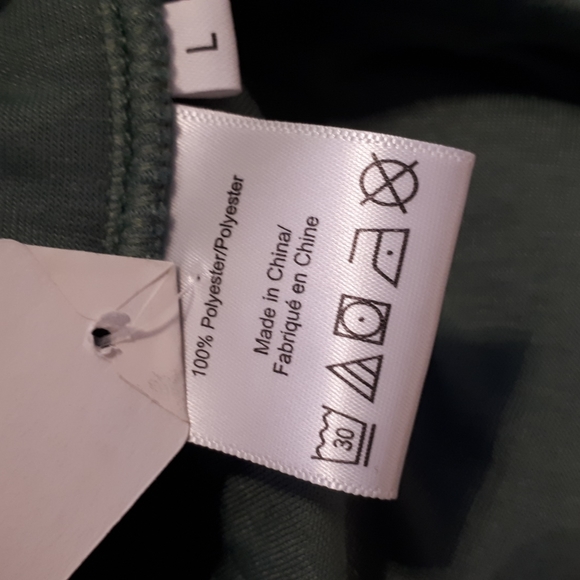 L
100% Polyester/Polyester
Made in China/
Fabriqué en Chine
30